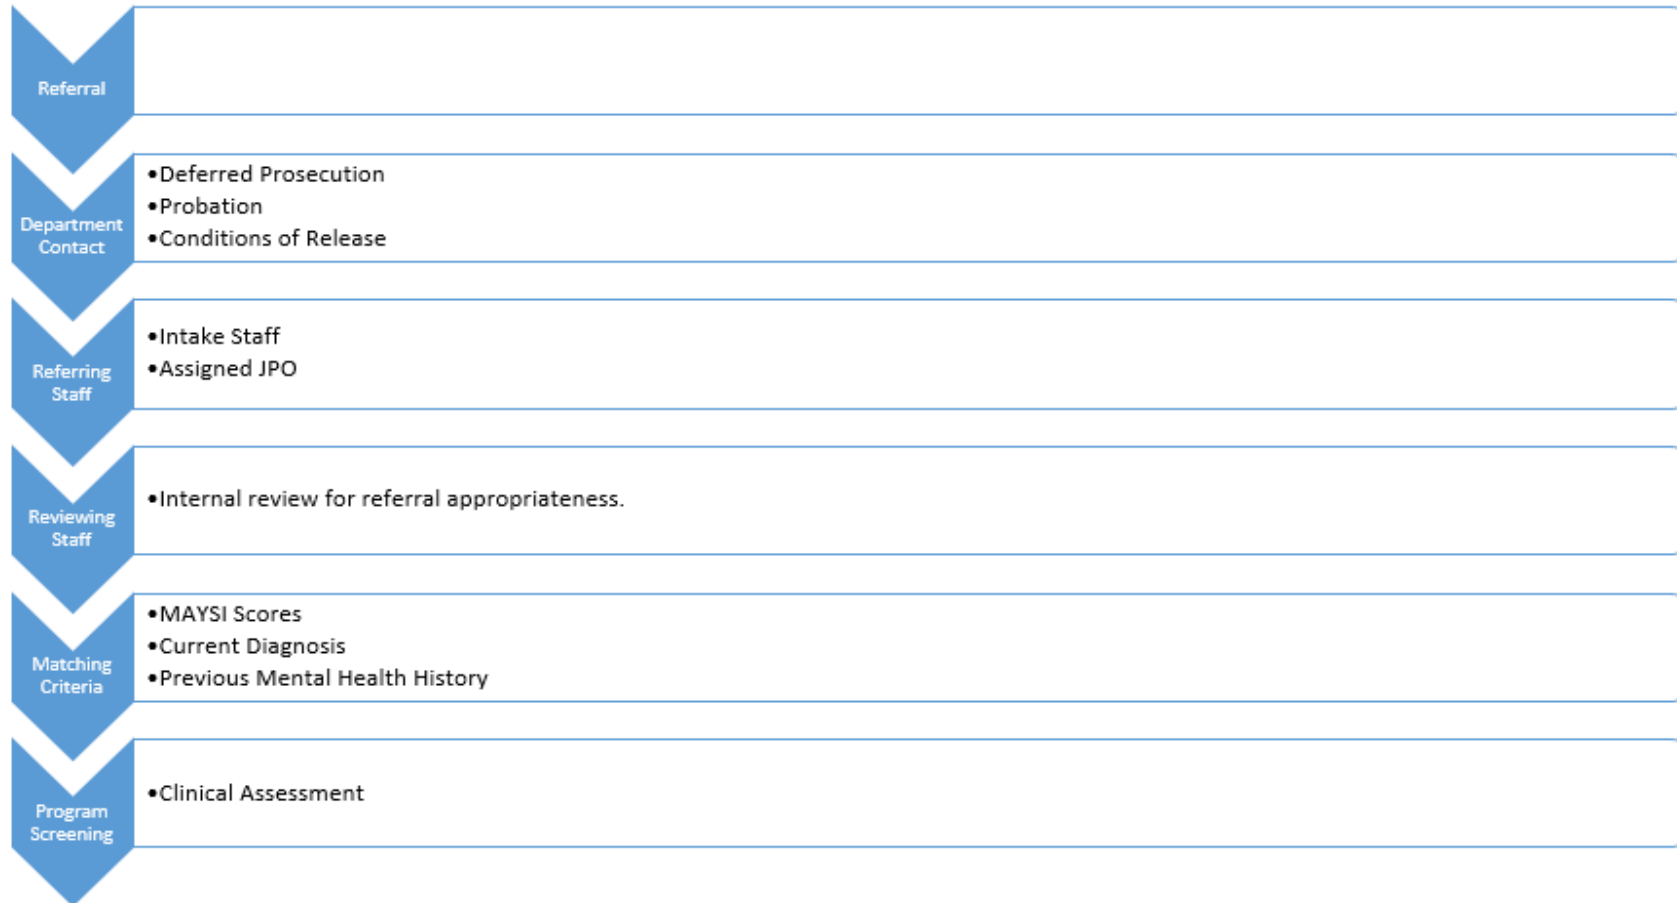 Referral
Department
Contact
•Deferred Prosecution
•Probation
•Conditions of Release
Referring
Staff
•Intake Staff
•Assigned JPO
Reviewing
Staff
•Internal review for referral appropriateness.
Matching
Criteria
•MAYSI Scores
•Current Diagnosis
•Previous Mental Health History
Program
Screening
•Clinical Assessment